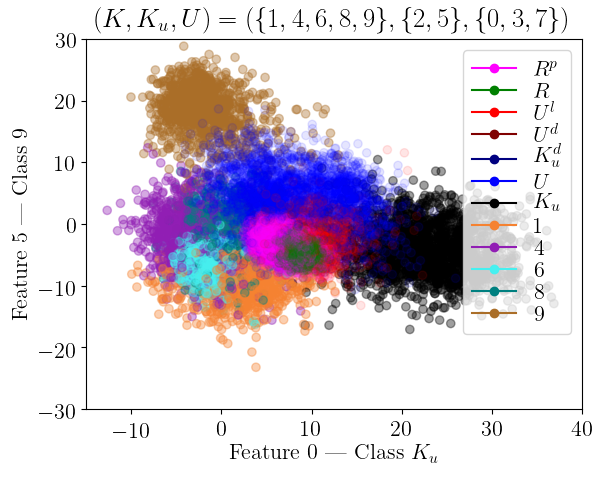 (K, K_u, U) = ({1, 4, 6, 8, 9}, {2, 5}, {0, 3, 7})
30
20
10
0
−10
−20
−30
Feature 5 — Class 9
R^p
R
U^l
U^d
K_u^d
U
K_u
1
4
6
8
9
−10
0
10
20
30
40
Feature 0 — Class K_u